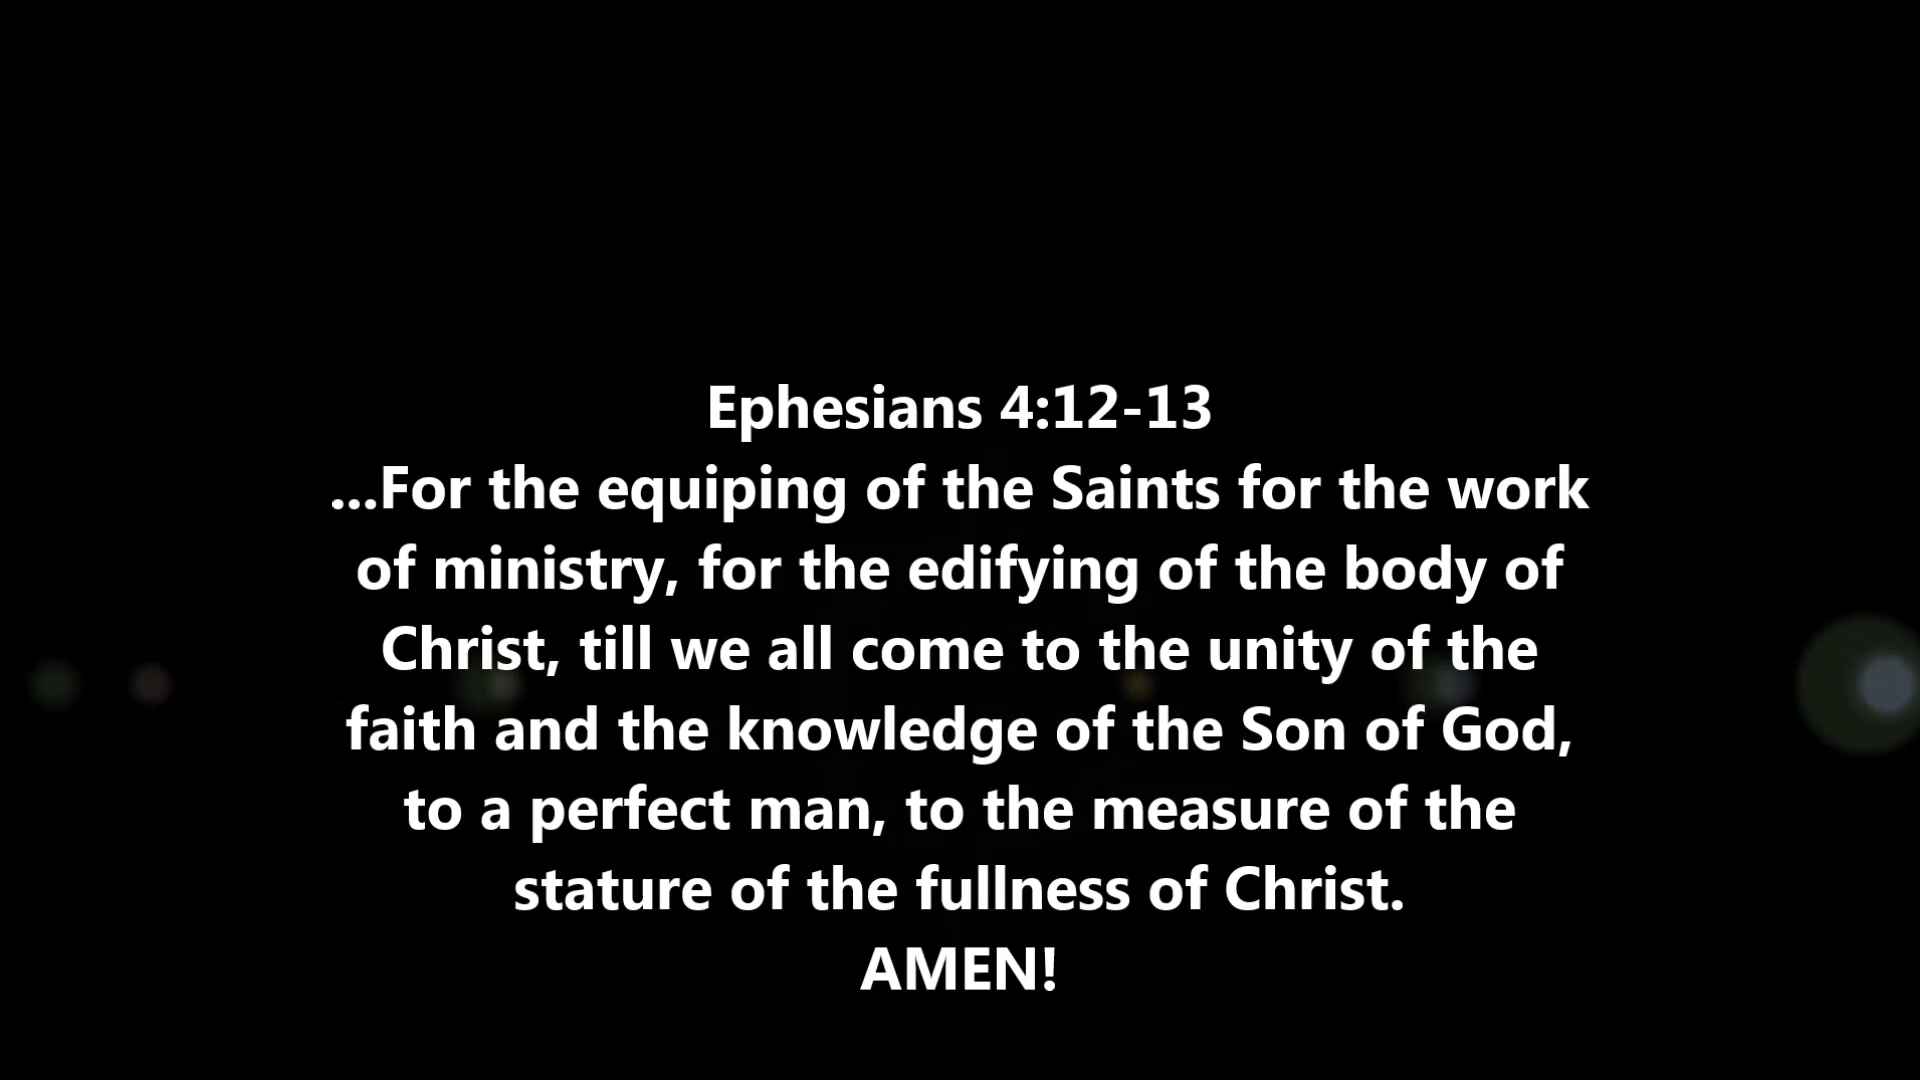 Ephesians 4:12-13
...For the equiping of the Saints for the work
of ministry, for the edifying of the body of
Christ, till we all come to the unity of the
faith and the knowledge of the Son of God,
to a perfect man, to the measure of the
stature of the fullness of Christ.
AMEN!